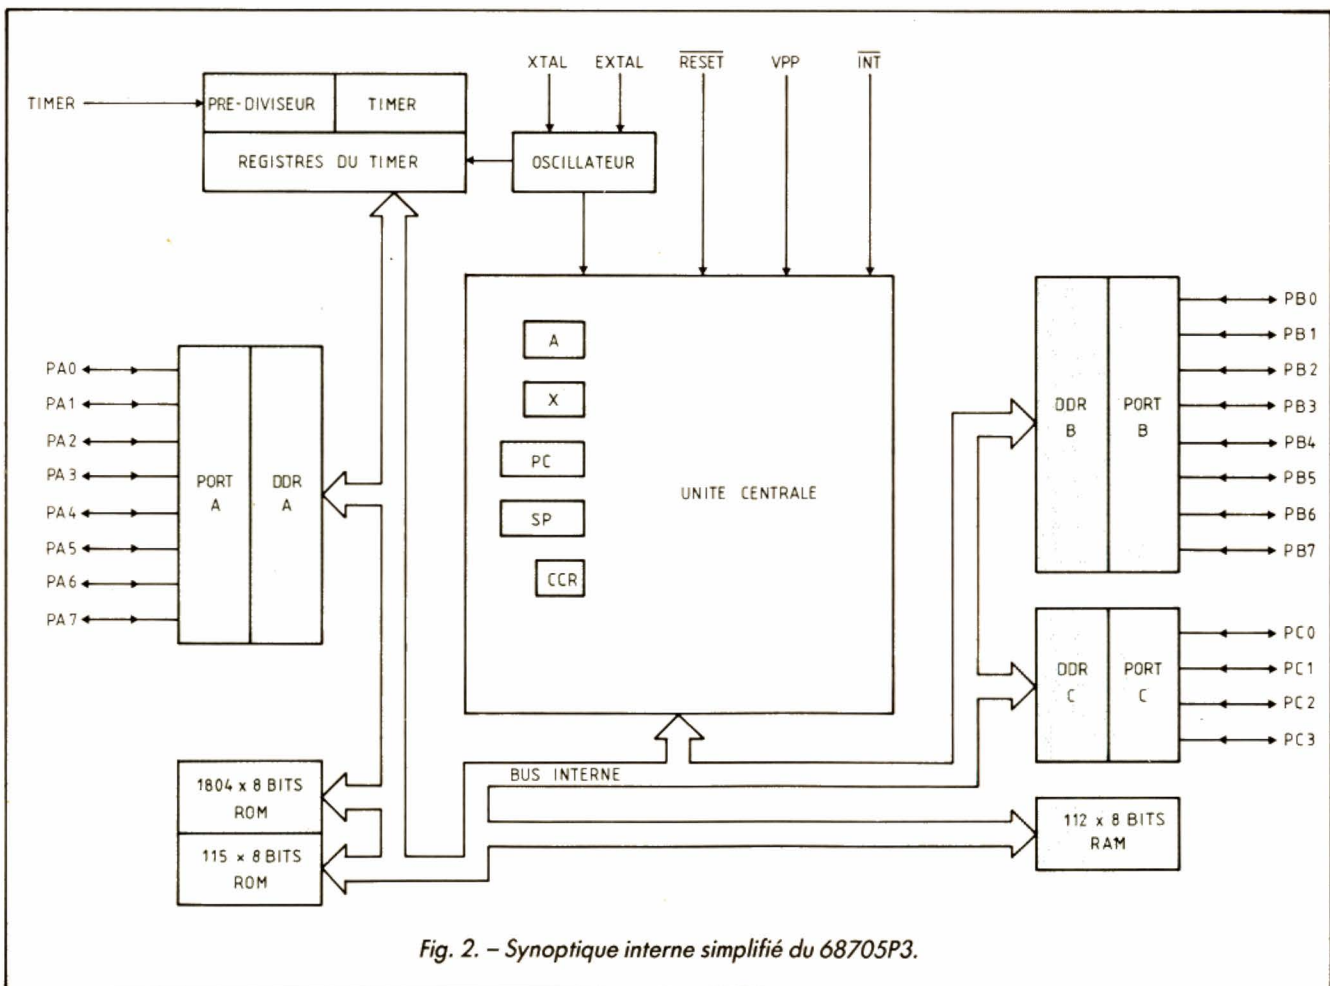 XTAL EXTAL RESET VPP INT
TIMER
PRE-DIVISEUR TIMER
REGISTRES DU TIMER
OSCILLATEUR
A
X
PC
SP
CCR
UNITE CENTRALE
PA0
PA1
PA2
PA3
PA4
PA5
PA6
PA7
PORT
A
DDR
A
DDR
B
PORT
B
PB0
PB1
PB2
PB3
PB4
PB5
PB6
PB7
DDR
C
PORT
C
PC0
PC1
PC2
PC3
BUS INTERNE
1804 x 8 BITS
ROM
115 x 8 BITS
ROM
112 x 8 BITS
RAM
Fig. 2. – Synoptique interne simplifié du 68705P3.